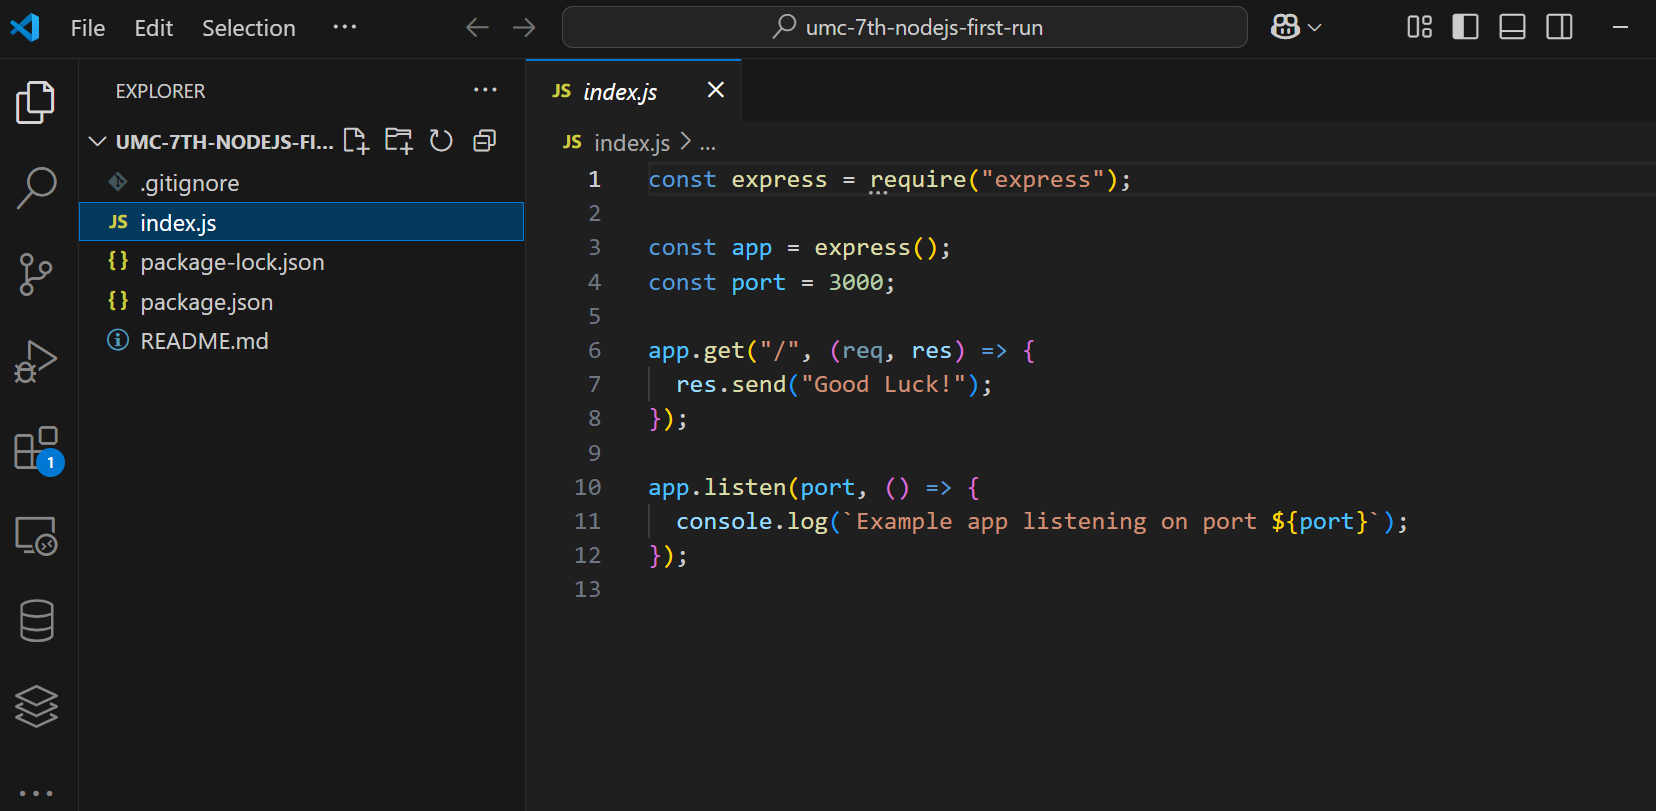 File Edit Selection ...
umc-7th-nodejs-first-run
EXPLORER ...
UMC-7TH-NODEJS-FI...
.gitignore
JS index.js
{} package-lock.json
{} package.json
README.md
1
JS index.js
JS index.js > ...
1 const express = require("express");
2
3 const app = express();
4 const port = 3000;
5
6 app.get("/", (req, res) => {
7 res.send("Good Luck!");
8 });
9
10 app.listen(port, () => {
11 console.log(`Example app listening on port ${port}`);
12 });
13